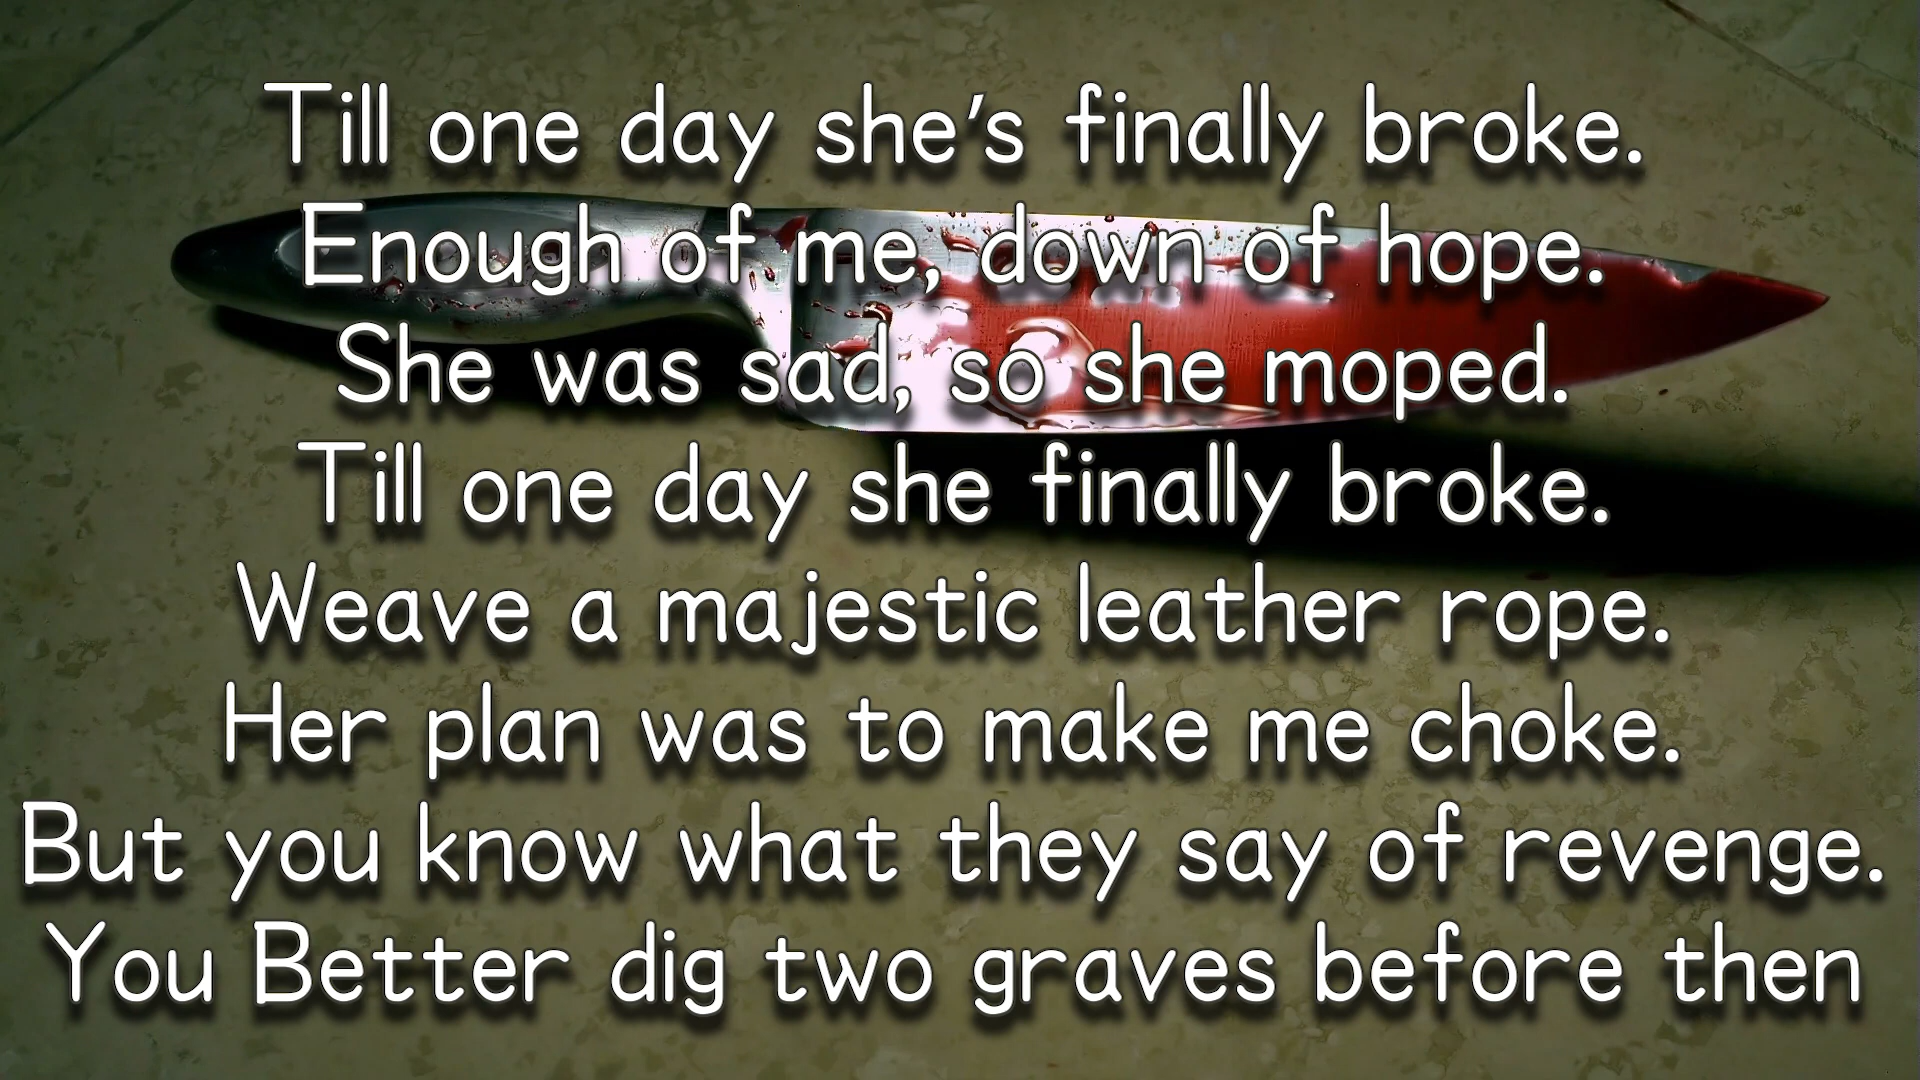 Till one day she's finally broke.
Enough of me, down of hope.
She was sad, so she moped.
Till one day she finally broke.
Weave a majestic leather rope.
Her plan was to make me choke.
But you know what they say of revenge.
You Better dig two graves before then